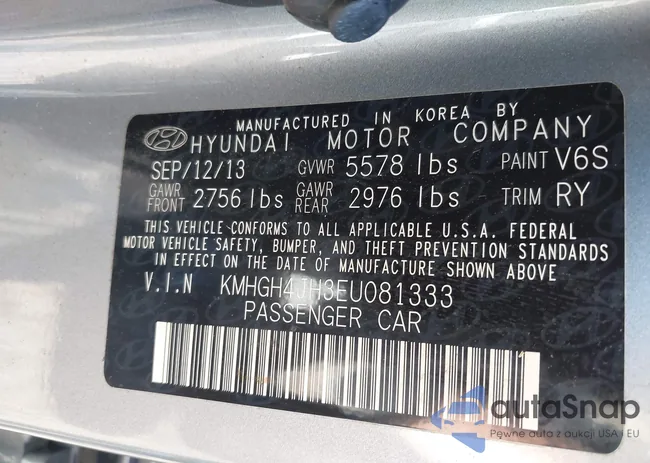 MANUFACTURED IN KOREA BY
HYUNDAI MOTOR COMPANY
SEP/12/13 GVWR 5578 lbs PAINT V6S
GAWR FRONT 2756 lbs GAWR REAR 2976 lbs TRIM RY
THIS VEHICLE CONFORMS TO ALL APPLICABLE U.S.A. FEDERAL
MOTOR VEHICLE SAFETY, BUMPER, AND THEFT PREVENTION STANDARDS
IN EFFECT ON THE DATE OF MANUFACTURE SHOWN ABOVE
V.I.N KMHGH4JH3EU081333
PASSENGER CAR
autaSnap
Pewne auta z aukcji USA i EU